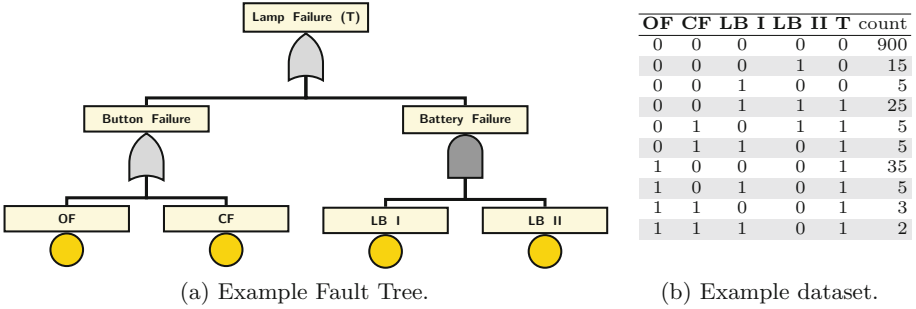 Lamp Failure (T)
Button Failure
Battery Failure
OF
CF
LB I
LB II
(a) Example Fault Tree.
OF CF LB I LB II T count
0 0 0 0 0 900
0 0 0 1 0 15
0 0 1 0 0 5
0 0 1 1 1 25
0 1 0 1 1 5
0 1 1 0 1 5
1 0 0 0 1 35
1 0 1 0 1 5
1 1 0 0 1 3
1 1 1 0 1 2
(b) Example dataset.